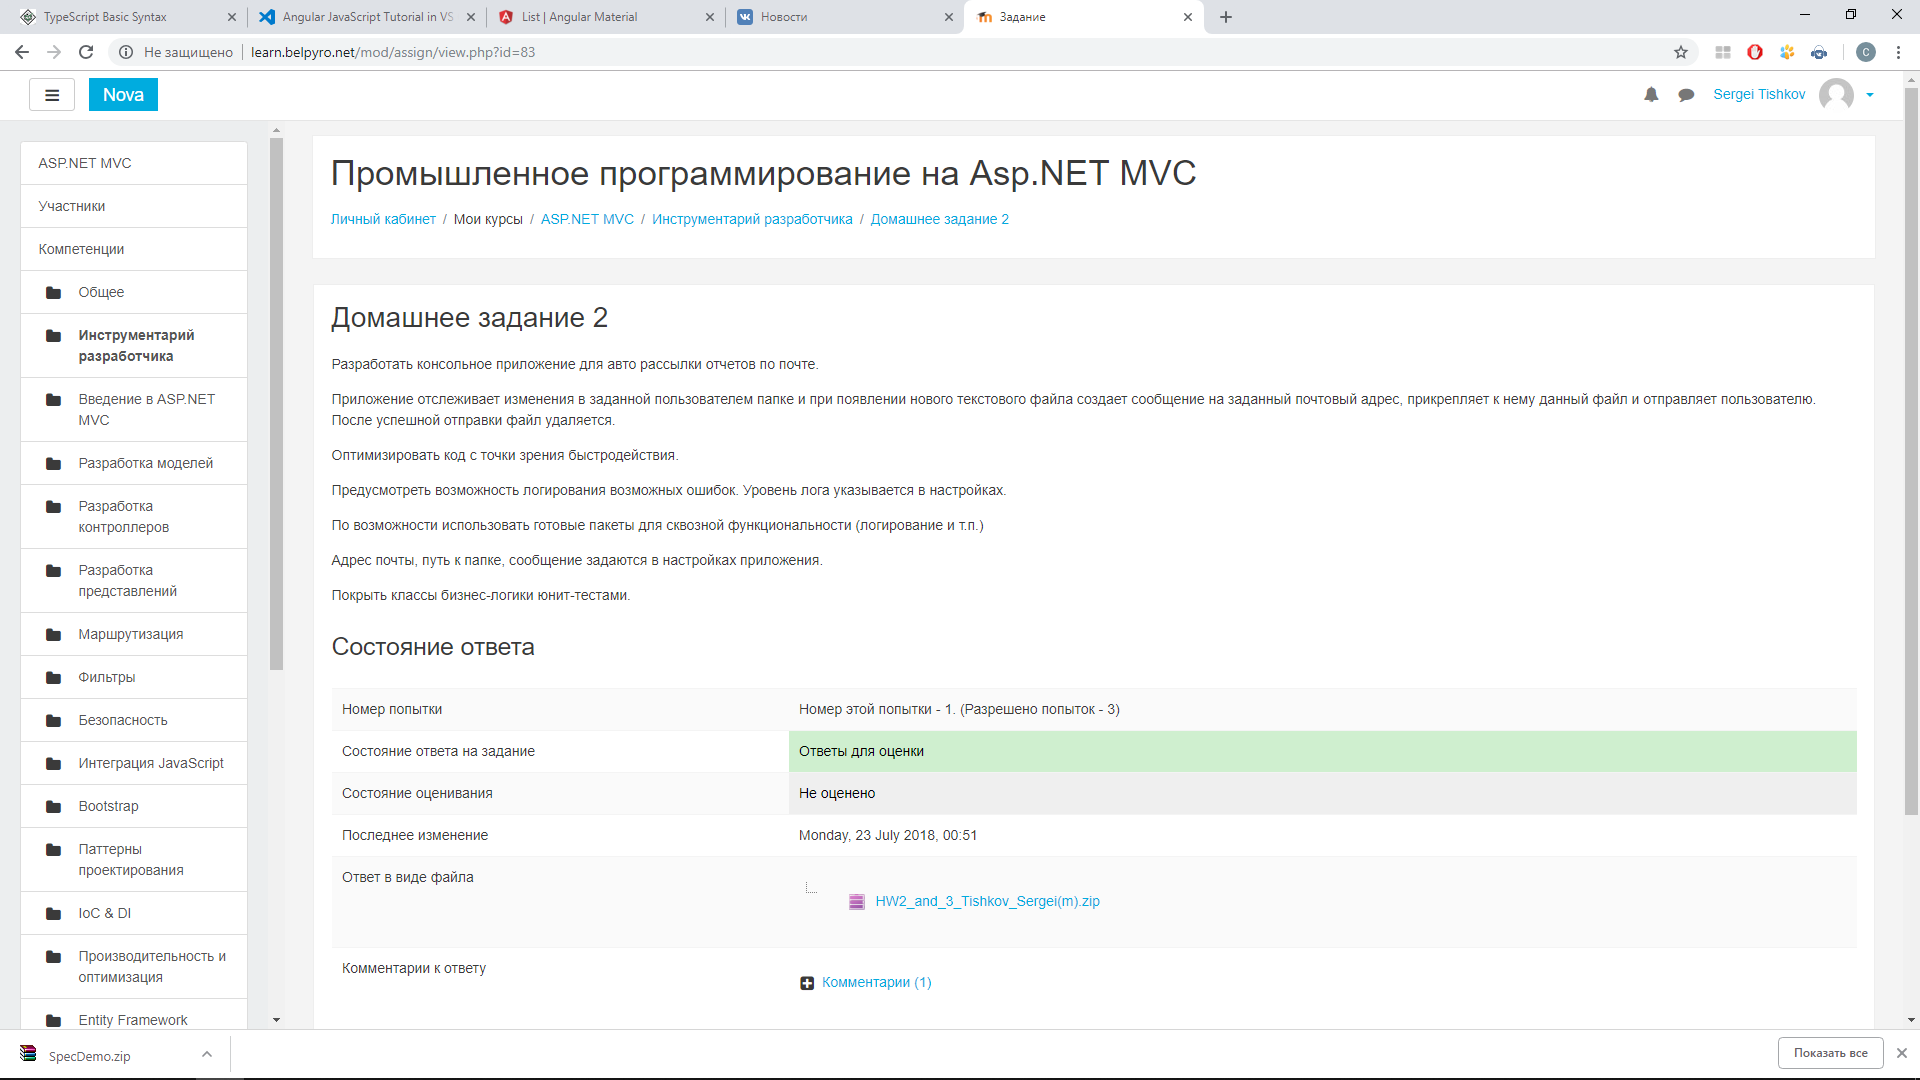 TypeScript Basic Syntax
Angular JavaScript Tutorial in VS
List | Angular Material
Новости
Задание
Не защищено
learn.belpyro.net/mod/assign/view.php?id=83
C
Nova
Sergei Tishkov
ASP.NET MVC
Участники
Компетенции
Общее
Инструментарий
разработчика
Введение в ASP.NET
MVC
Разработка моделей
Разработка
контроллеров
Разработка
представлений
Маршрутизация
Фильтры
Безопасность
Интеграция JavaScript
Bootstrap
Паттерны
проектирования
IoC & DI
Производительность и
оптимизация
Entity Framework
Промышленное программирование на Asp.NET MVC
Личный кабинет / Мои курсы / ASP.NET MVC / Инструментарий разработчика / Домашнее задание 2
Домашнее задание 2
Разработать консольное приложение для авто рассылки отчетов по почте.
Приложение отслеживает изменения в заданной пользователем папке и при появлении нового текстового файла создает сообщение на заданный почтовый адрес, прикрепляет к нему данный файл и отправляет пользователю.
После успешной отправки файл удаляется.
Оптимизировать код с точки зрения быстродействия.
Предусмотреть возможность логирования возможных ошибок. Уровень лога указывается в настройках.
По возможности использовать готовые пакеты для сквозной функциональности (логирование и т.п.)
Адрес почты, путь к папке, сообщение задаются в настройках приложения.
Покрыть классы бизнес-логики юнит-тестами.
Состояние ответа
Номер попытки
Номер этой попытки - 1. (Разрешено попыток - 3)
Состояние ответа на задание
Ответы для оценки
Состояние оценивания
Не оценено
Последнее изменение
Monday, 23 July 2018, 00:51
Ответ в виде файла
HW2_and_3_Tishkov_Sergei(m).zip
Комментарии к ответу
Комментарии (1)
SpecDemo.zip
Показать все